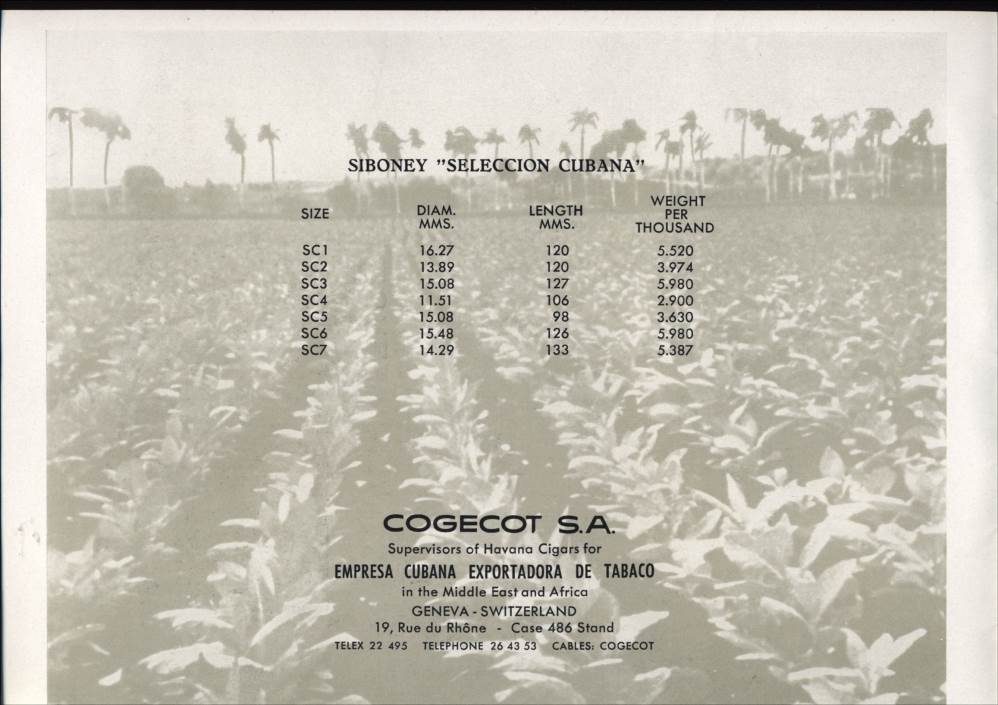 SIBONEY "SELECCION CUBANA"
SIZE DIAM. MMS. LENGTH MMS. WEIGHT PER THOUSAND
SC1 16.27 120 5.520
SC2 13.89 120 3.974
SC3 15.08 127 5.980
SC4 11.51 106 2.900
SC5 15.08 98 3.630
SC6 15.48 126 5.980
SC7 14.29 133 5.387
COGECOT S.A.
Supervisors of Havana Cigars for
EMPRESA CUBANA EXPORTADORA DE TABACO
in the Middle East and Africa
GENEVA - SWITZERLAND
19, Rue du Rhône - Case 486 Stand
TELEX 22 495 TELEPHONE 26 43 53 CABLES: COGECOT